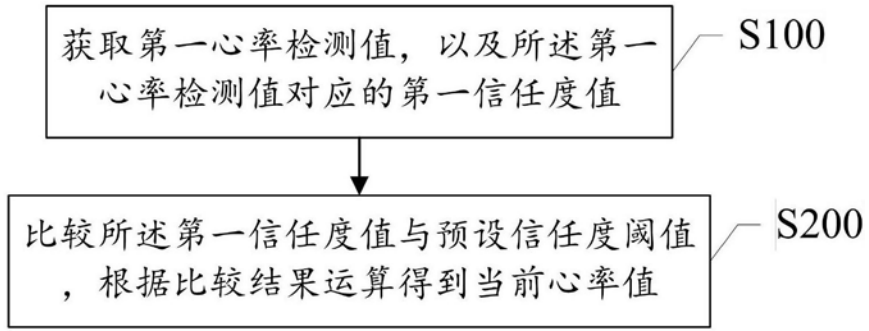 获取第一心率检测值，以及所述第一
心率检测值对应的第一信任度值
S100
比较所述第一信任度值与预设信任度阈值
，根据比较结果运算得到当前心率值
S200